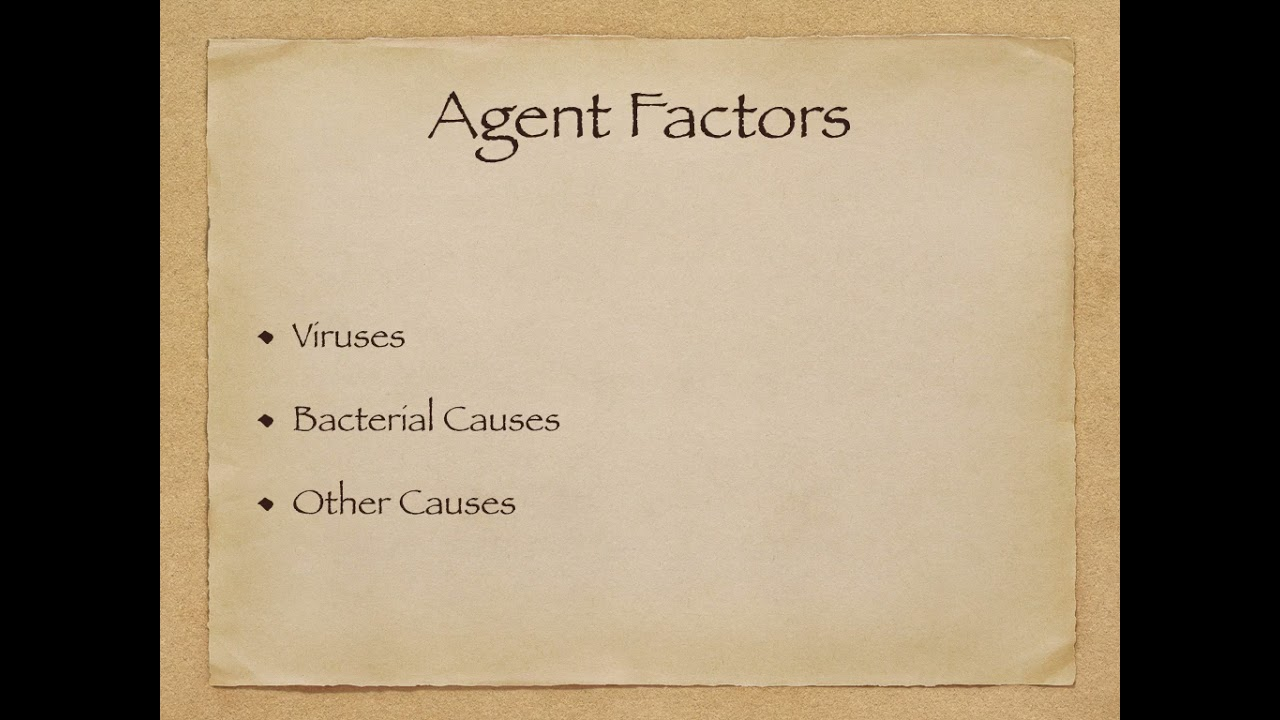 Agent Factors
• Viruses
• Bacterial Causes
• Other Causes